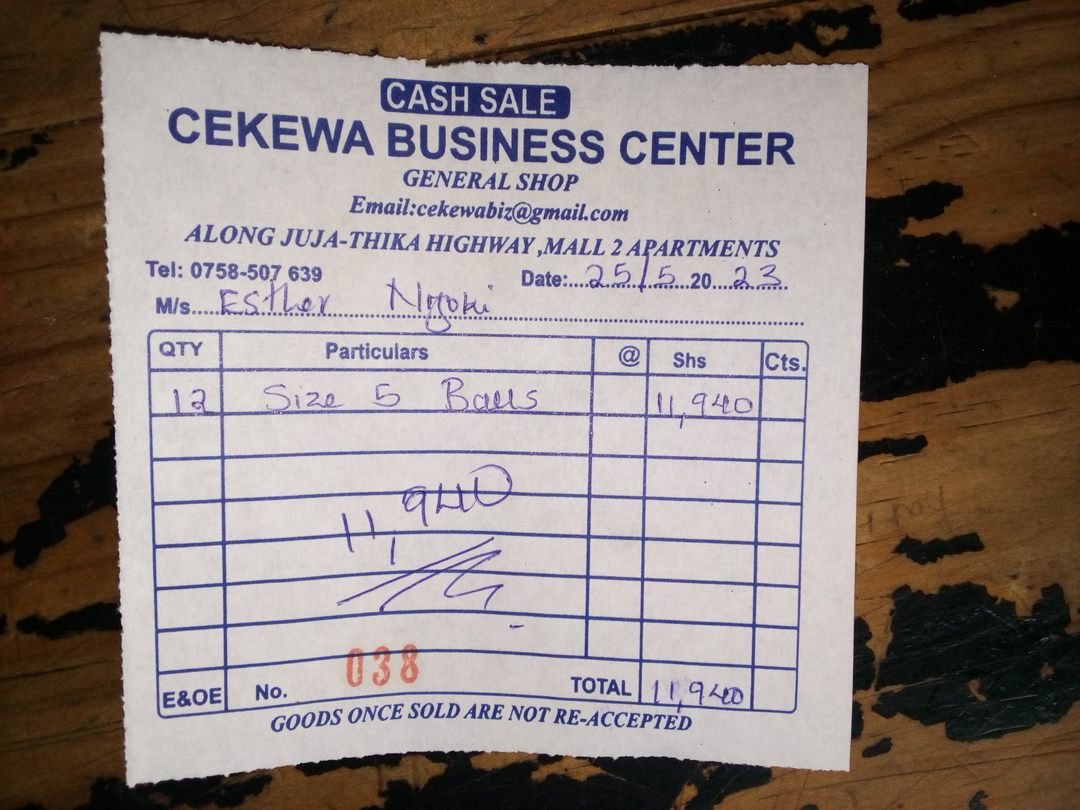 CASH SALE
CEKEWA BUSINESS CENTER
GENERAL SHOP
Email:cekewabiz@gmail.com
ALONG JUJA-THIKA HIGHWAY,MALL 2 APARTMENTS
Tel: 0758-507 639 Date:....25/5....20...23...
M/s....Esther Njoki
QTY Particulars @ Shs Cts.
12 Size 5 Balls 11,940
11,940
038
E&OE No. TOTAL 11,940
GOODS ONCE SOLD ARE NOT RE-ACCEPTED